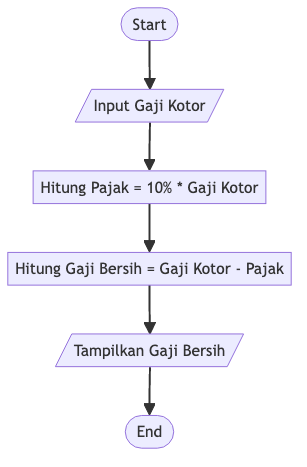 Start
Input Gaji Kotor
Hitung Pajak = 10% * Gaji Kotor
Hitung Gaji Bersih = Gaji Kotor - Pajak
Tampilkan Gaji Bersih
End